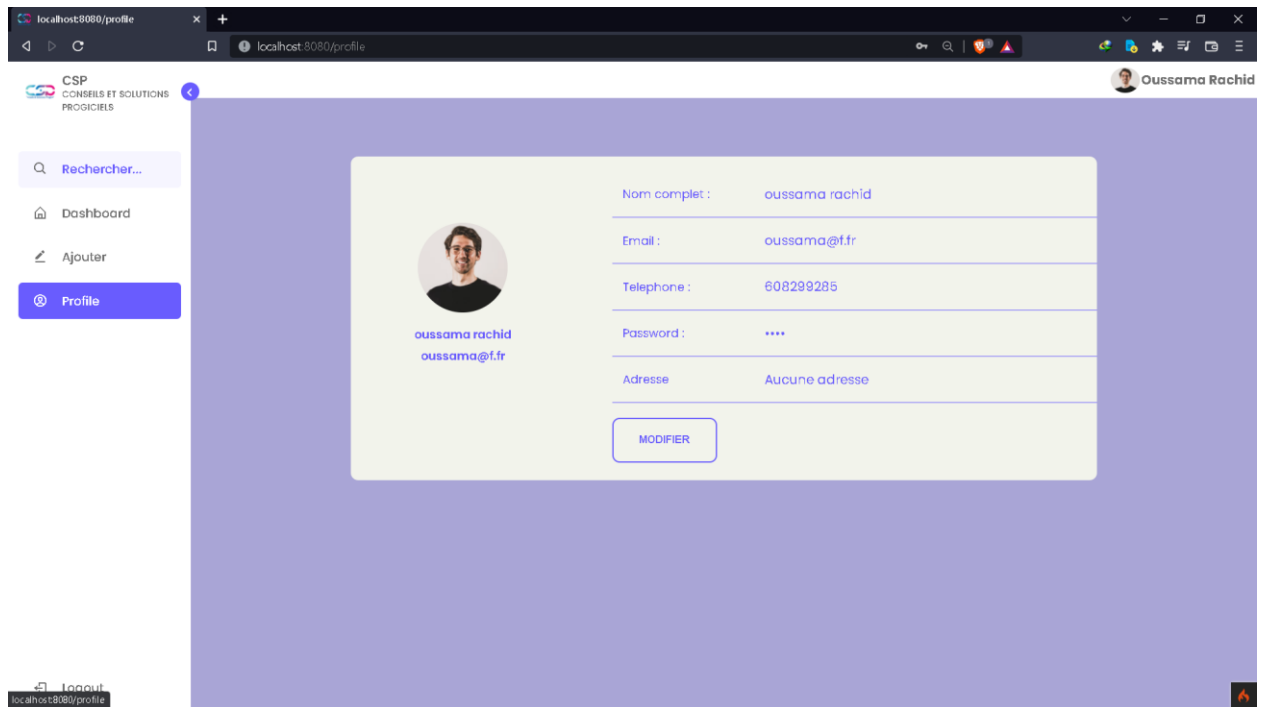 localhost:8080/profile
localhost:8080/profile
CSP
CONSEILS ET SOLUTIONS
PROGICIELS
Oussama Rachid
Rechercher...
Dashboard
Ajouter
Profile
oussama rachid
oussama@f.fr
Nom complet : oussama rachid
Email : oussama@f.fr
Telephone : 608299285
Password : ••••
Adresse Aucune adresse
MODIFIER
Logout
localhost:8080/profile